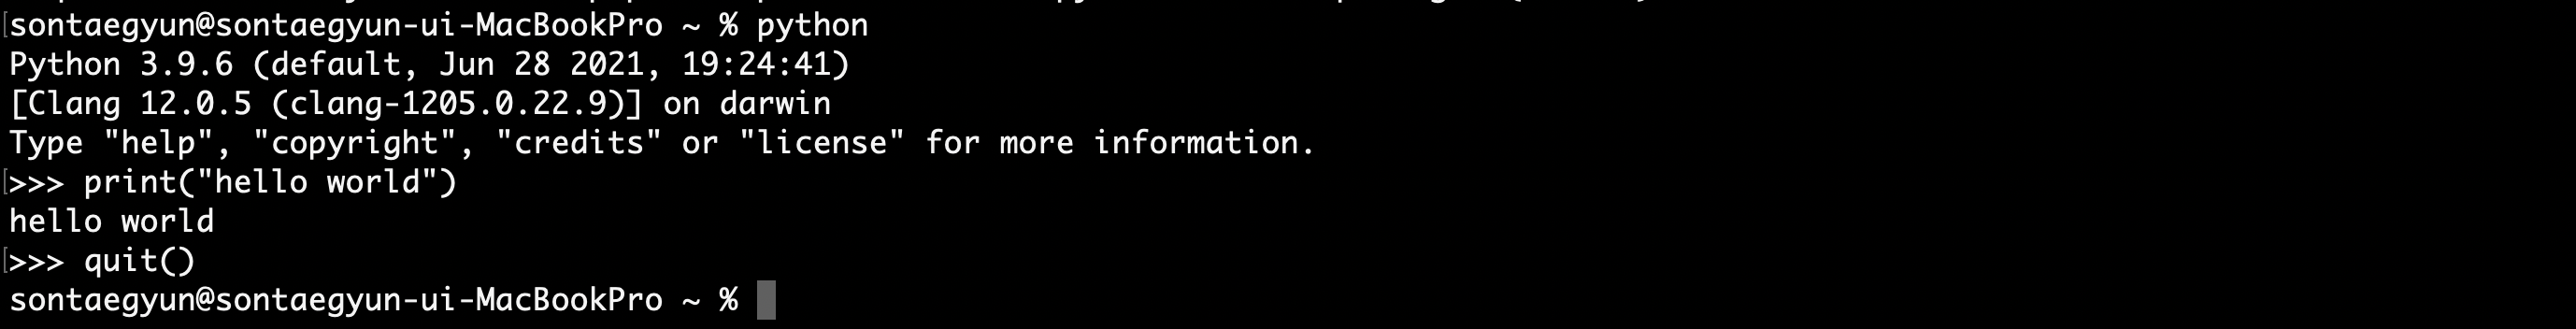 sontaegyun@sontaegyun-ui-MacBookPro ~ % python
Python 3.9.6 (default, Jun 28 2021, 19:24:41)
[Clang 12.0.5 (clang-1205.0.22.9)] on darwin
Type "help", "copyright", "credits" or "license" for more information.
>>> print("hello world")
hello world
>>> quit()
sontaegyun@sontaegyun-ui-MacBookPro ~ %